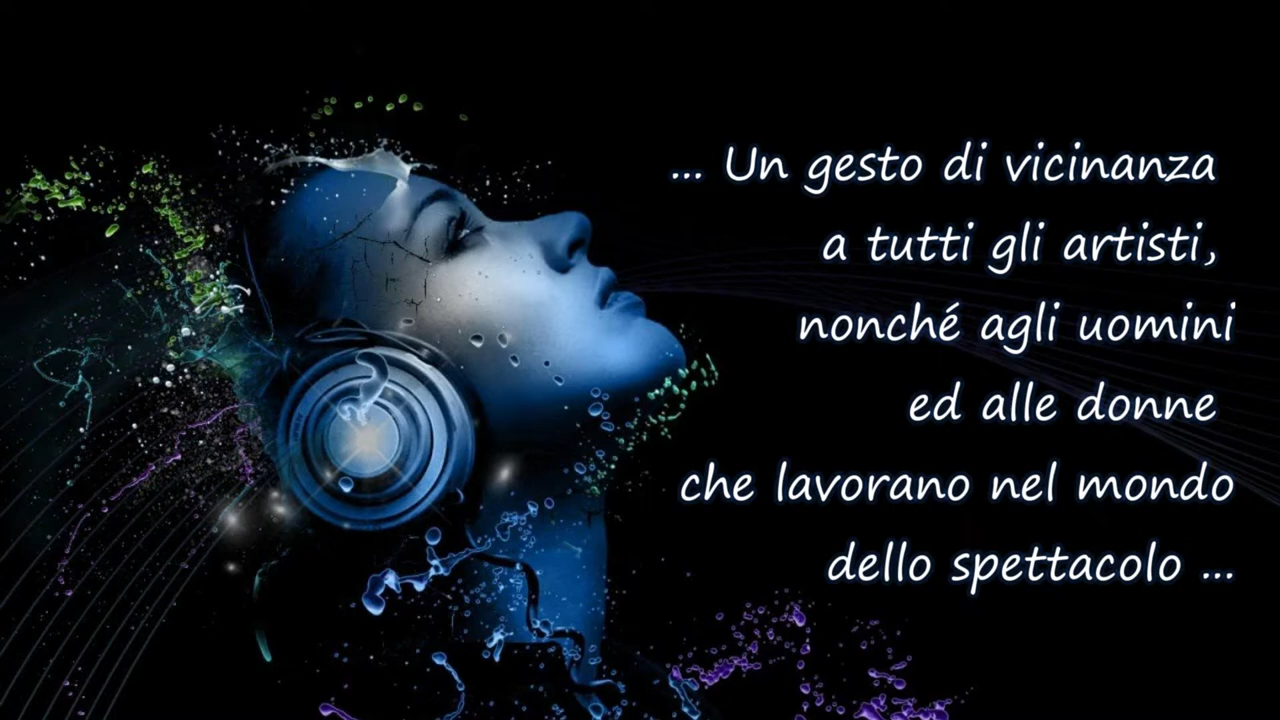 ... Un gesto di vicinanza
a tutti gli artisti,
nonché agli uomini
ed alle donne
che lavorano nel mondo
dello spettacolo ...